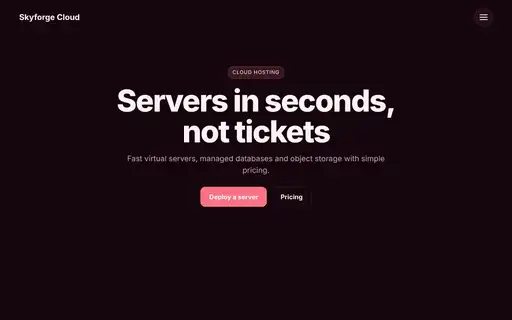 Skyforge Cloud
CLOUD HOSTING
Servers in seconds,
not tickets
Fast virtual servers, managed databases and object storage with simple
pricing.
Deploy a server
Pricing